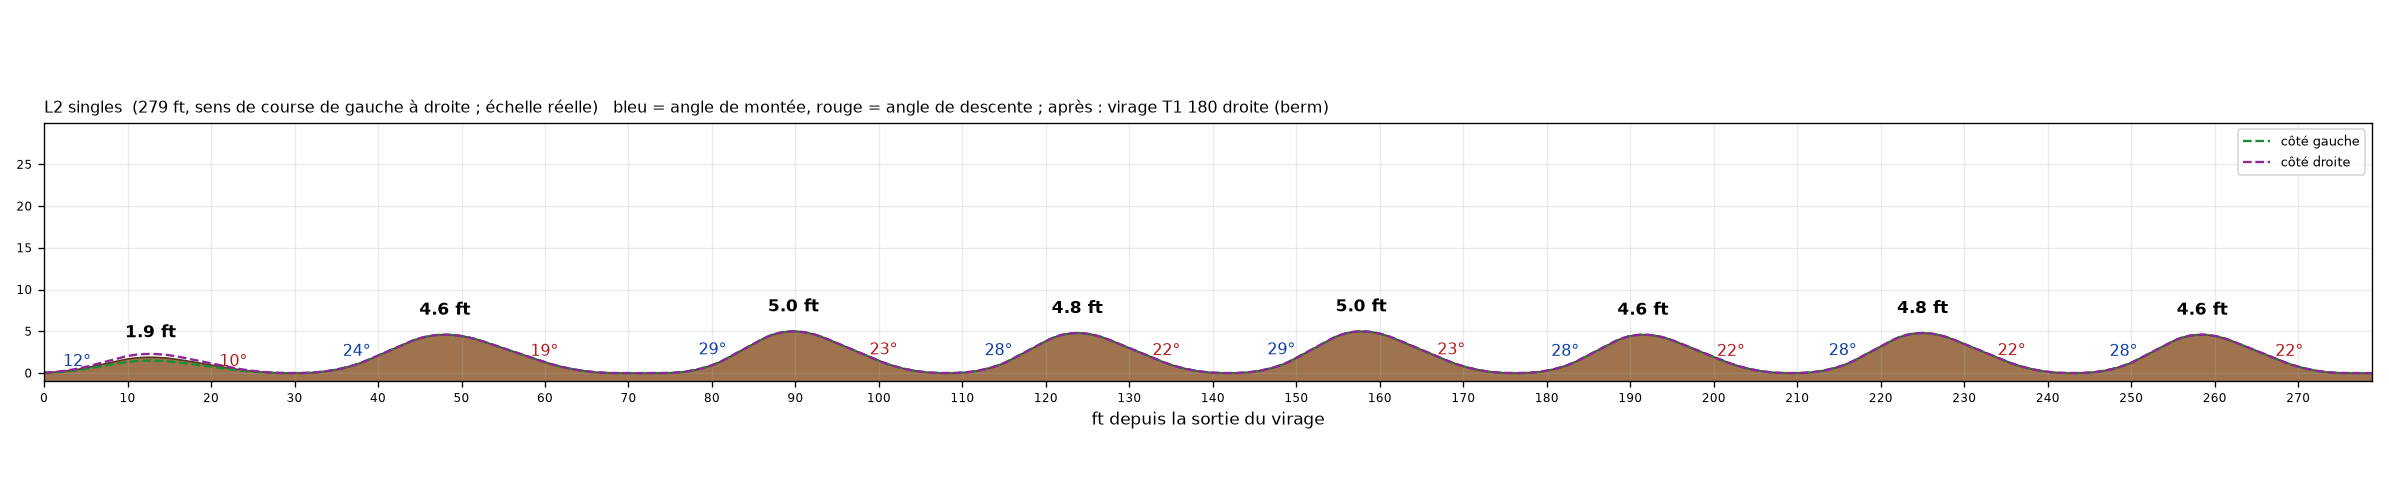 L2 singles  (279 ft, sens de course de gauche à droite ; échelle réelle)   bleu = angle de montée, rouge = angle de descente ; après : virage T1 180 droite (berm)
côté gauche
côté droite
25
20
15
10
5
0
1.9 ft
4.6 ft
5.0 ft
4.8 ft
5.0 ft
4.6 ft
4.8 ft
4.6 ft
12° 10° 24° 19° 29° 23° 28° 22° 29° 23° 28° 22° 28° 22° 28° 22°
0 10 20 30 40 50 60 70 80 90 100 110 120 130 140 150 160 170 180 190 200 210 220 230 240 250 260 270
ft depuis la sortie du virage